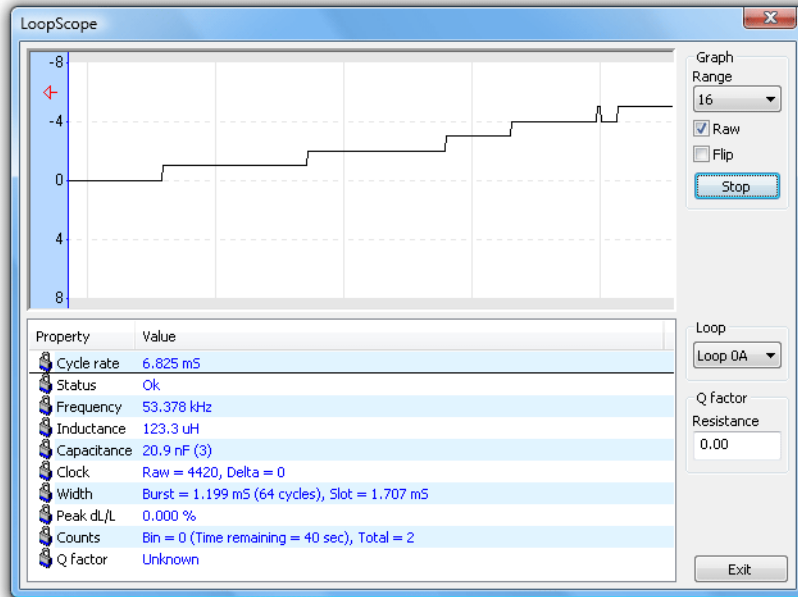 LoopScope
-8
-4
0
4
8
Graph
Range
16
Raw
Flip
Stop
Property Value
Cycle rate 6.825 mS
Status Ok
Frequency 53.378 kHz
Inductance 123.3 uH
Capacitance 20.9 nF (3)
Clock Raw = 4420, Delta = 0
Width Burst = 1.199 mS (64 cycles), Slot = 1.707 mS
Peak dL/L 0.000 %
Counts Bin = 0 (Time remaining = 40 sec), Total = 2
Q factor Unknown
Loop
Loop 0A
Q factor
Resistance
0.00
Exit